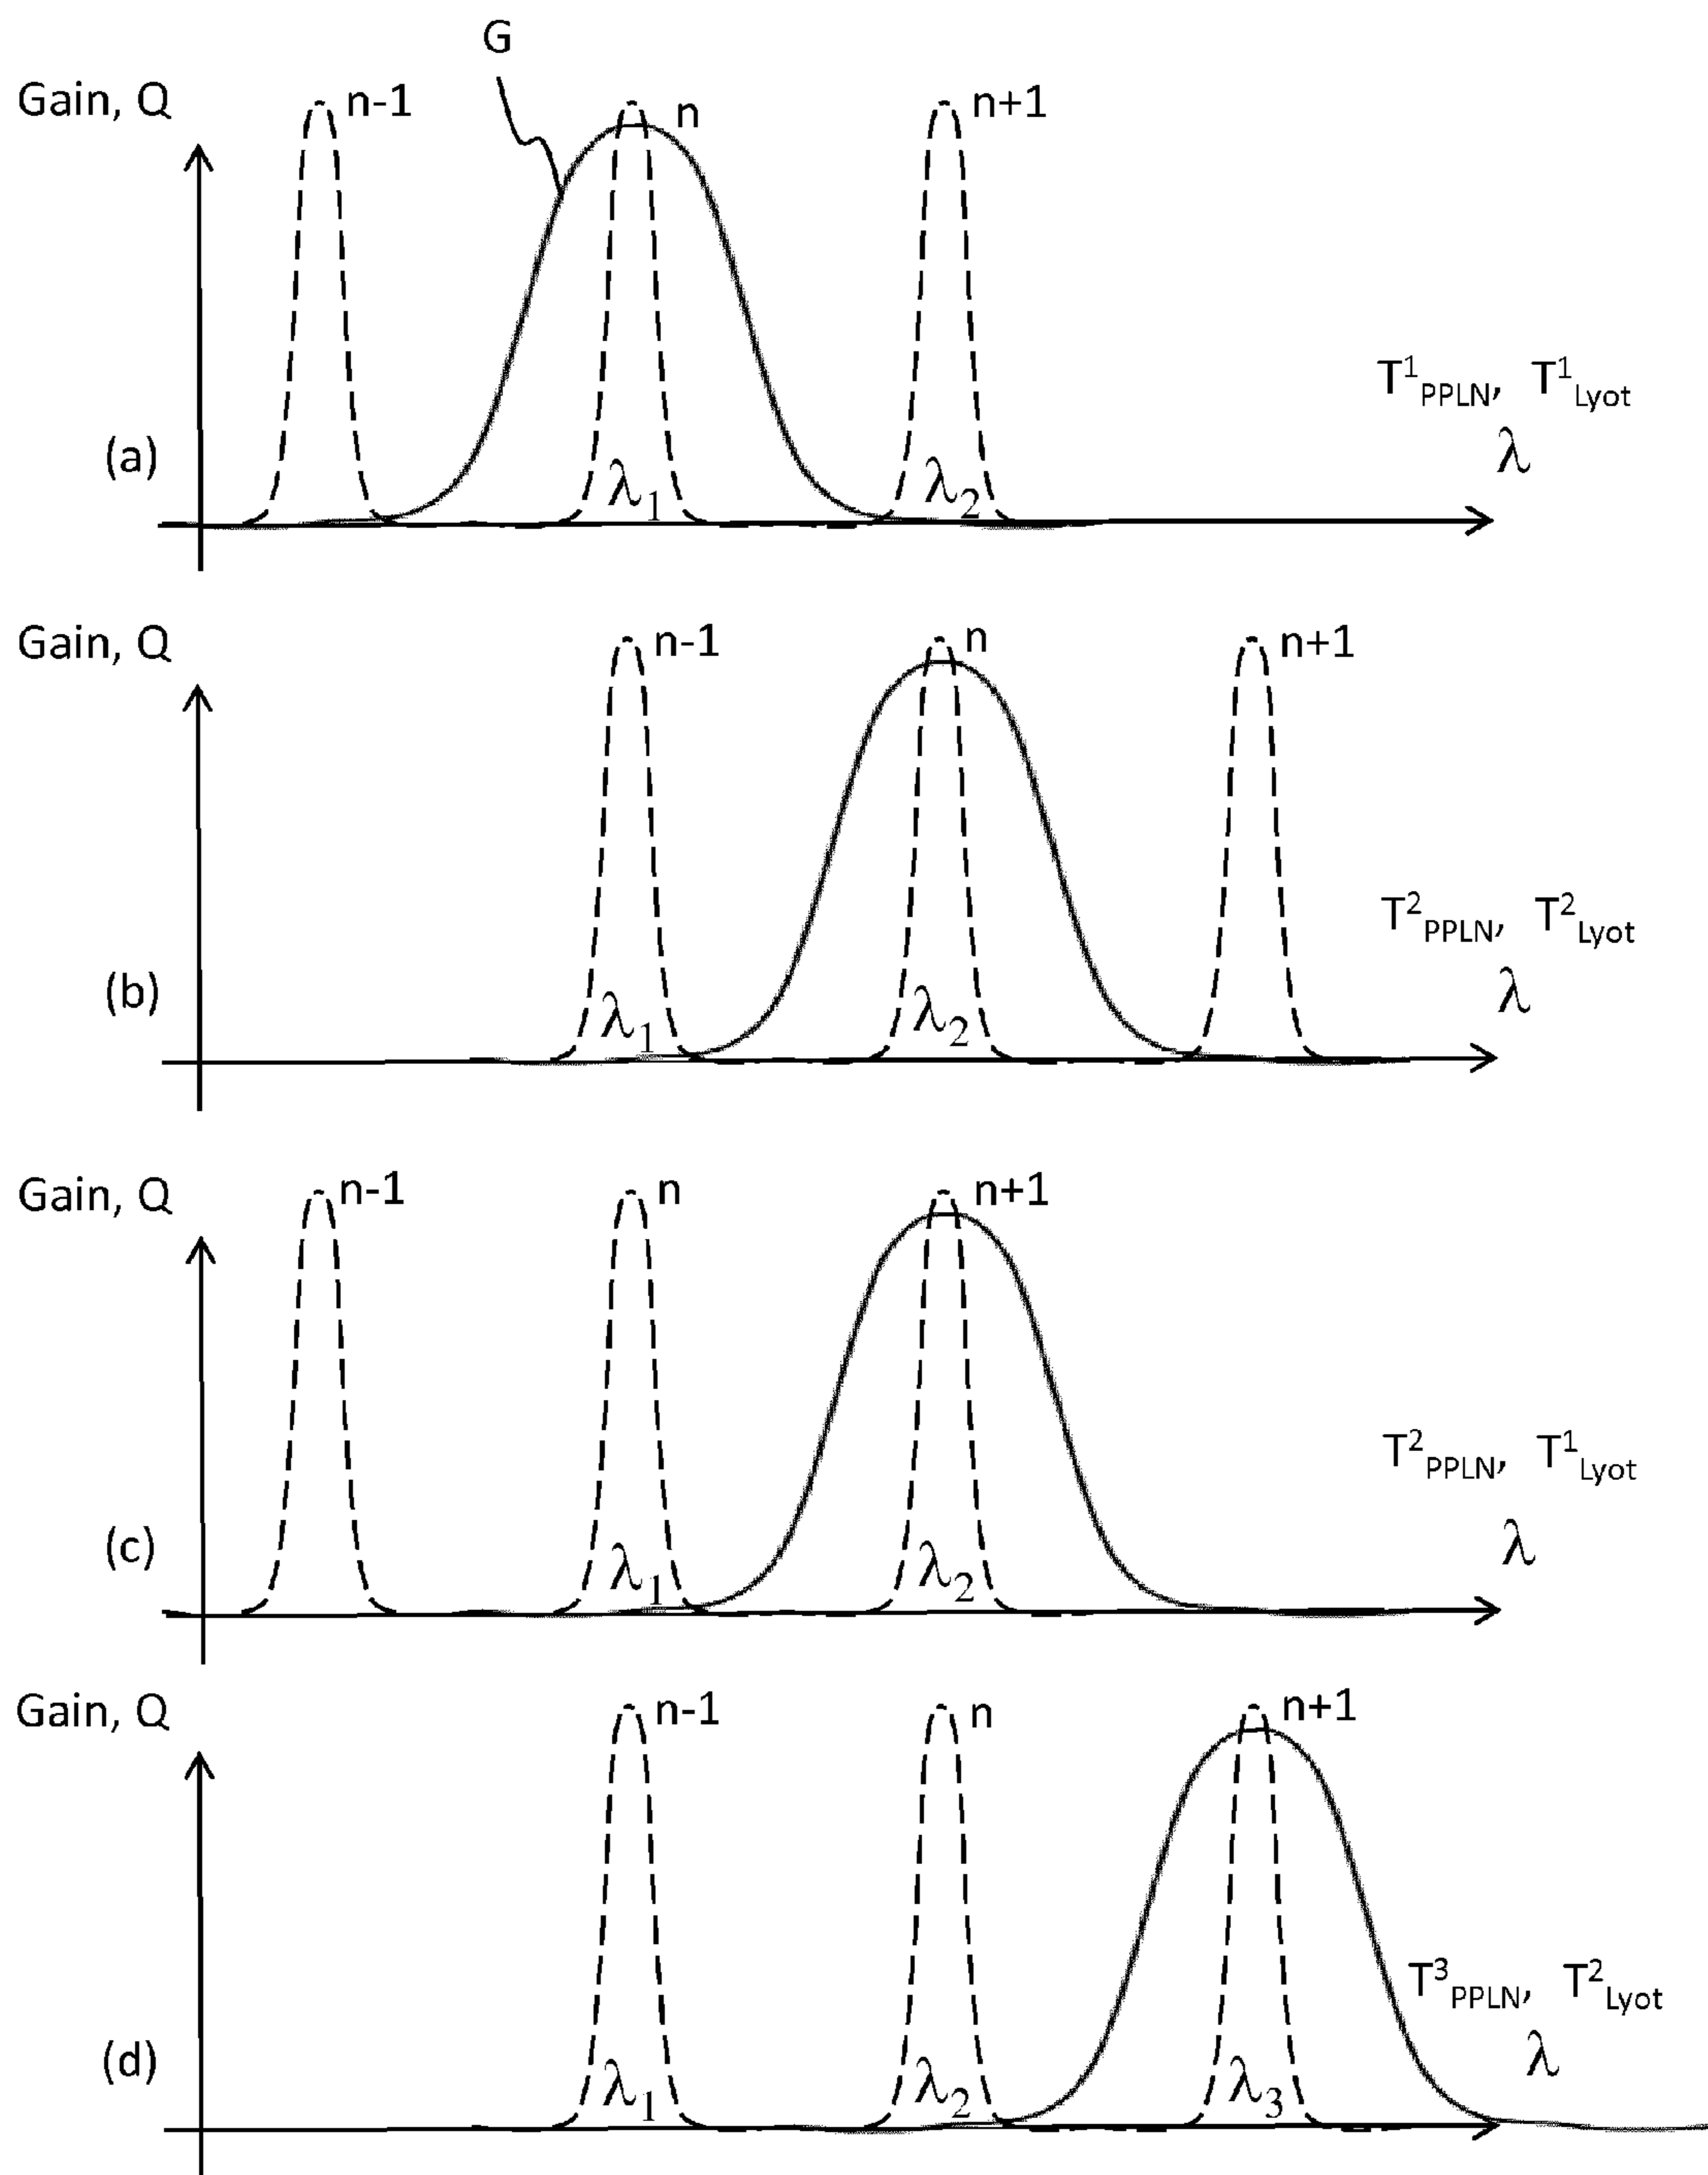 G
Gain, Q
n-1
n
n+1
T¹PPLN, T¹Lyot
λ
(a)
λ₁
λ₂
Gain, Q
n-1
n
n+1
T²PPLN, T²Lyot
λ
(b)
λ₁
λ₂
Gain, Q
n-1
n
n+1
T²PPLN, T¹Lyot
λ
(c)
λ₁
λ₂
Gain, Q
n-1
n
n+1
T³PPLN, T²Lyot
λ
(d)
λ₁
λ₂
λ₃